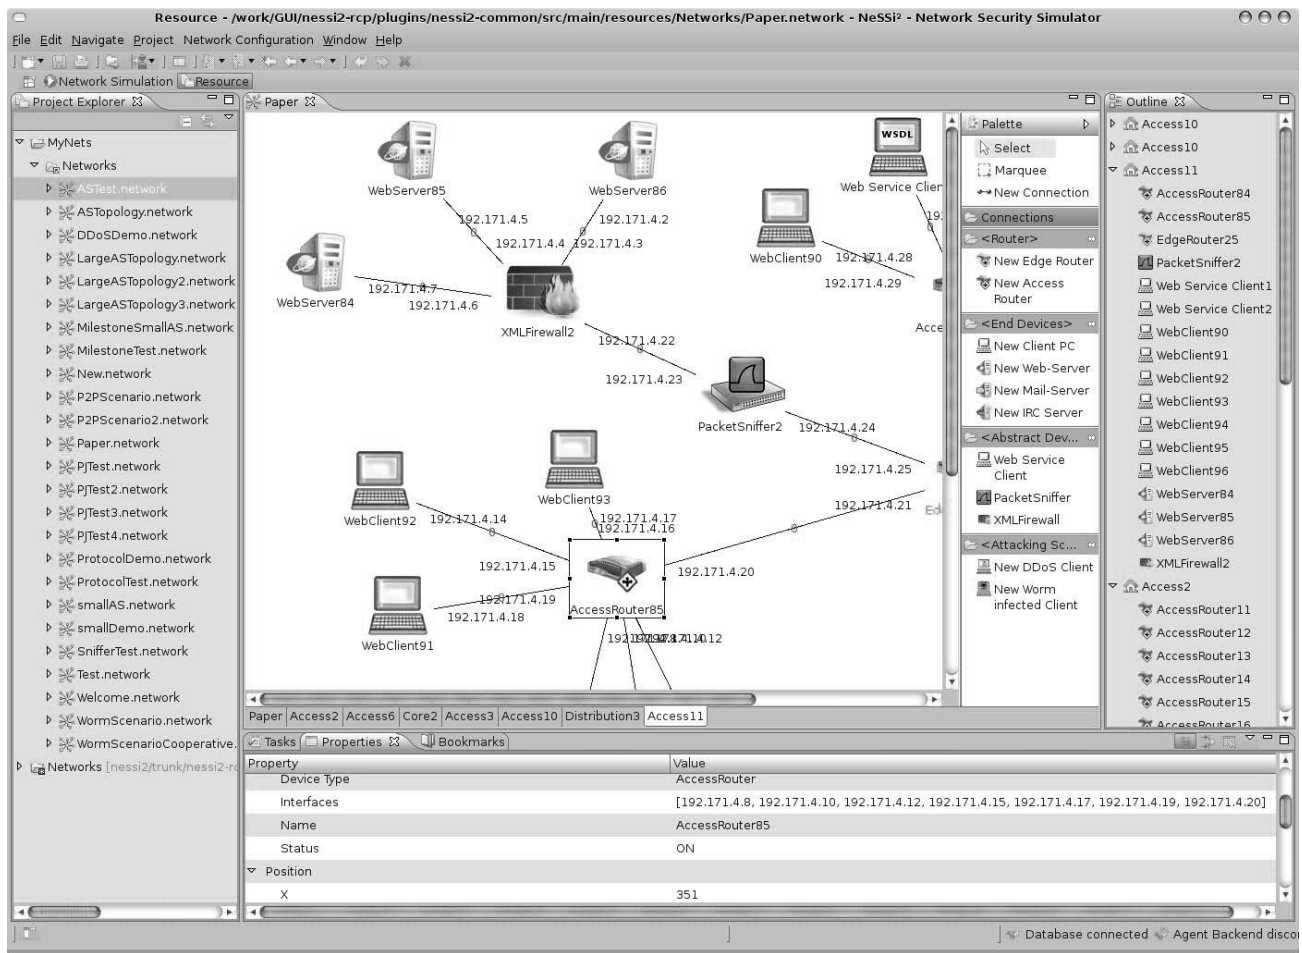 Resource - /work/GUI/nessi2-rcp/plugins/nessi2-common/src/main/resources/Networks/Paper.network - NeSSi² - Network Security Simulator
File Edit Navigate Project Network Configuration Window Help
Network Simulation Resource
Project Explorer
MyNets
Networks
ASTest.network
ASTopology.network
DDoSDemo.network
LargeASTopology.network
LargeASTopology2.network
LargeASTopology3.network
MilestoneSmallAS.network
MilestoneTest.network
New.network
P2PScenario.network
P2PScenario2.network
Paper.network
PJTest.network
PJTest2.network
PJTest3.network
PJTest4.network
ProtocolDemo.network
ProtocolTest.network
smallAS.network
smallDemo.network
SnifferTest.network
Test.network
Welcome.network
WormScenario.network
WormScenarioCooperative.
Networks [nessi2/trunk/nessi2-rc
Paper
WSDL
WebServer85
WebServer86
Web Service Clien
192.171.4.5
192.171.4.2
192.171.4.4
192.171.4.3
WebClient90
192.171.4.28
192.171.4.29
WebServer84
192.171.4.7
192.171.4.6
XMLFirewall2
Acce
192.171.4.22
192.171.4.23
PacketSniffer2
192.171.4.24
192.171.4.25
192.171.4.21
WebClient93
WebClient92
192.171.4.14
192.171.4.17
192.171.4.16
192.171.4.15
192.171.4.20
192.171.4.19
192.171.4.18
AccessRouter85
WebClient91
Paper Access2 Access6 Core2 Access3 Access10 Distribution3 Access11
Palette
Select
Marquee
New Connection
Connections
<Router>
New Edge Router
New Access
Router
<End Devices>
New Client PC
New Web-Server
New Mail-Server
New IRC Server
<Abstract Dev...
Web Service
Client
PacketSniffer
XMLFirewall
<Attacking Sc...
New DDoS Client
New Worm
infected Client
Outline
Access10
Access10
Access11
AccessRouter84
AccessRouter85
EdgeRouter25
PacketSniffer2
Web Service Client1
Web Service Client2
WebClient90
WebClient91
WebClient92
WebClient93
WebClient94
WebClient95
WebClient96
WebServer84
WebServer85
WebServer86
XMLFirewall2
Access2
AccessRouter11
AccessRouter12
AccessRouter13
AccessRouter14
AccessRouter15
AccessRouter16
Tasks Properties Bookmarks
Property Value
Device Type AccessRouter
Interfaces [192.171.4.8, 192.171.4.10, 192.171.4.12, 192.171.4.15, 192.171.4.17, 192.171.4.19, 192.171.4.20]
Name AccessRouter85
Status ON
Position
X 351
Database connected Agent Backend discor